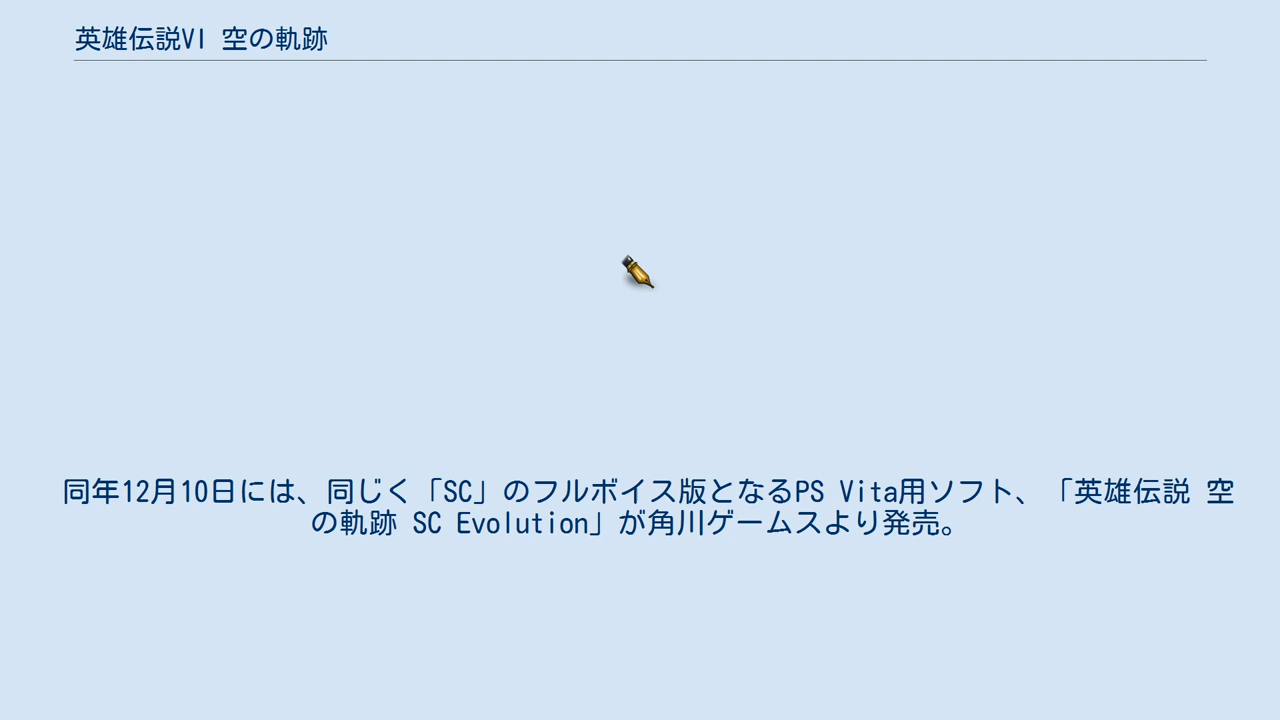 英雄伝説VI 空の軌跡
同年12月10日には、同じく「SC」のフルボイス版となるPS Vita用ソフト、「英雄伝説 空
の軌跡 SC Evolution」が角川ゲームスより発売。